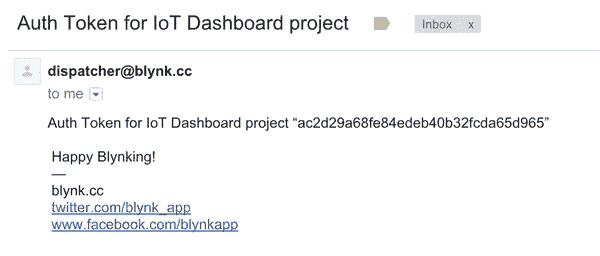 Auth Token for IoT Dashboard project
Inbox x
dispatcher@blynk.cc
to me
Auth Token for IoT Dashboard project “ac2d29a68fe84edeb40b32fcda65d965”
Happy Blynking!
—
blynk.cc
twitter.com/blynk_app
www.facebook.com/blynkapp